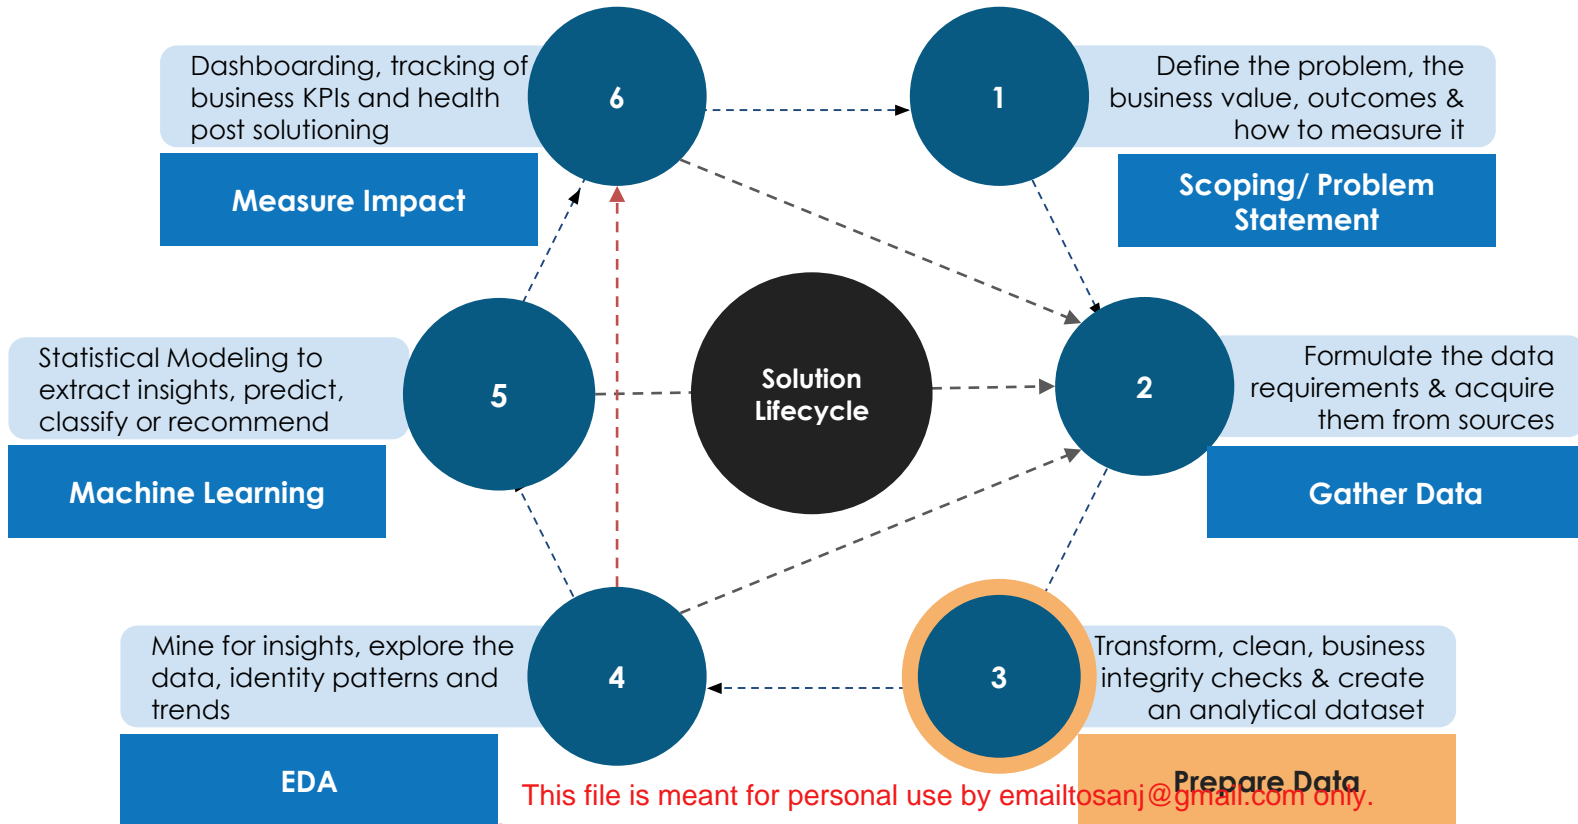 6
Dashboarding, tracking of
business KPIs and health
post solutioning
Measure Impact
1
Define the problem, the
business value, outcomes &
how to measure it
Scoping/ Problem
Statement
5
Statistical Modeling to
extract insights, predict,
classify or recommend
Machine Learning
Solution
Lifecycle
2
Formulate the data
requirements & acquire
them from sources
Gather Data
4
Mine for insights, explore the
data, identity patterns and
trends
EDA
3
Transform, clean, business
integrity checks & create
an analytical dataset
Prepare Data
This file is meant for personal use by emailtosanj@gmail.com only.